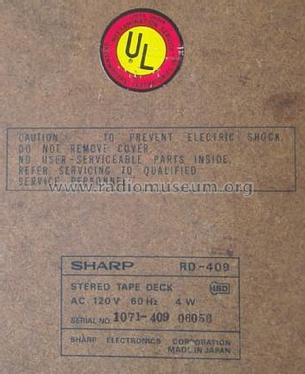 UL
CAUTION: TO PREVENT ELECTRIC SHOCK,
DO NOT REMOVE COVER.
NO USER-SERVICEABLE PARTS INSIDE.
REFER SERVICING TO QUALIFIED
SERVICE PERSONNEL.
www.radiomuseum.org
SHARP RD-409
STEREO TAPE DECK
AC 120V 60Hz 4W
SERIAL NO. 1071-409 06058
SHARP ELECTRONICS CORPORATION
MADE IN JAPAN